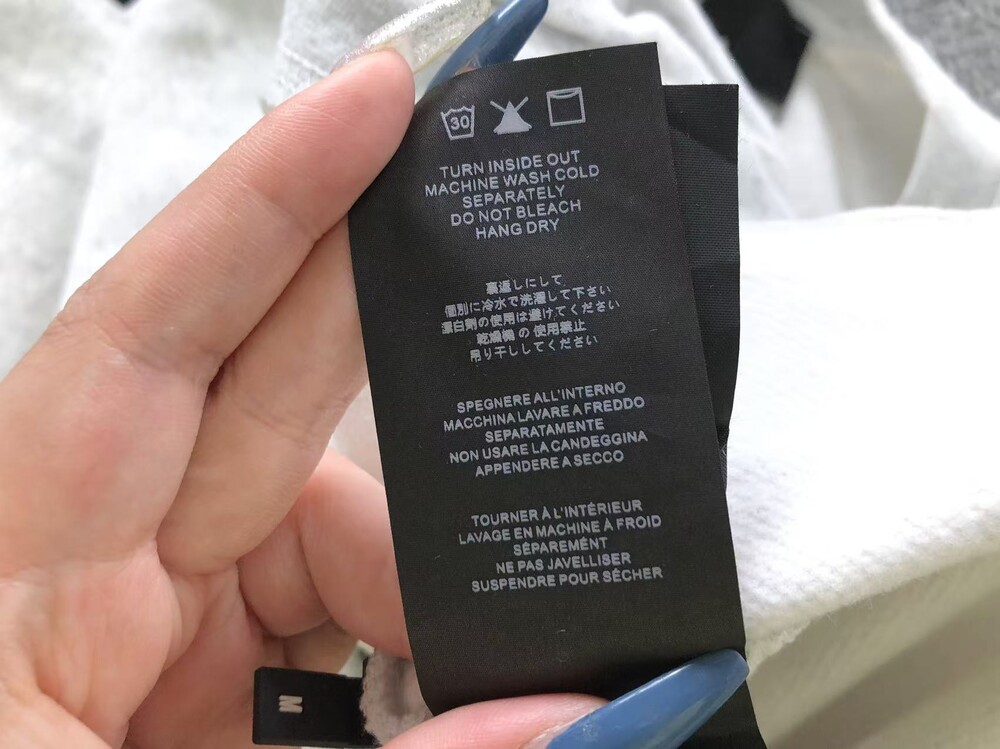 30
TURN INSIDE OUT
MACHINE WASH COLD
SEPARATELY
DO NOT BLEACH
HANG DRY
裏返しにして
個別に冷水で洗濯して下さい
漂白剤の使用は避けてください
乾燥機 の 使用禁止
吊り干ししてください
SPEGNERE ALL'INTERNO
MACCHINA LAVARE A FREDDO
SEPARATAMENTE
NON USARE LA CANDEGGINA
APPENDERE A SECCO
TOURNER À L'INTÉRIEUR
LAVAGE EN MACHINE À FROID
SÉPARÉMENT
NE PAS JAVELLISER
SUSPENDRE POUR SÉCHER
M